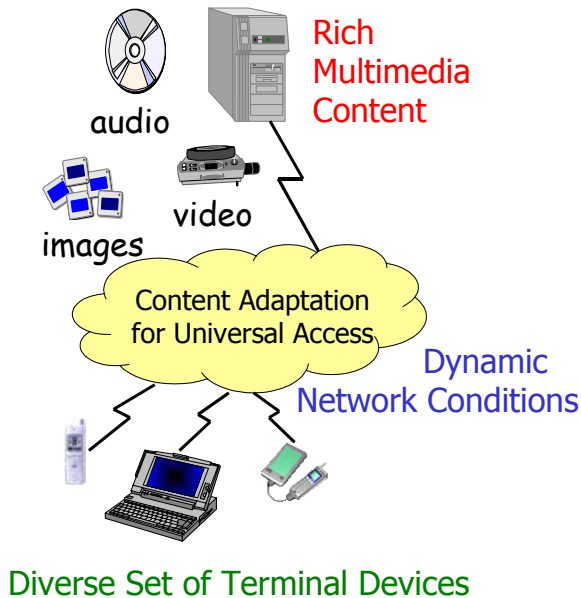 Rich
Multimedia
Content
audio
video
images
Content Adaptation
for Universal Access
Dynamic
Network Conditions
Diverse Set of Terminal Devices